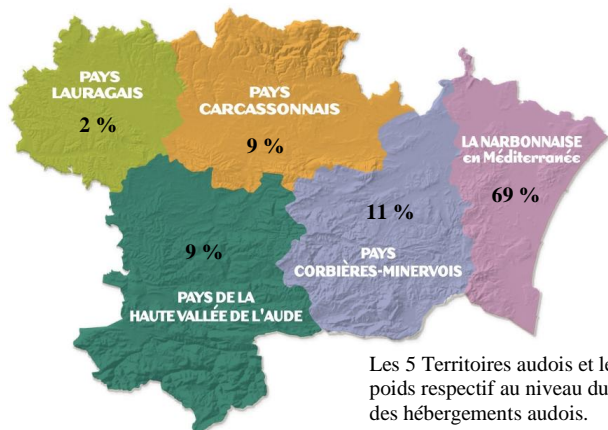 PAYS
LAURAGAIS
2 %
PAYS
CARCASSONNAIS
9 %
LA NARBONNAISE
en Méditerranée
69 %
11 %
PAYS
CORBIÈRES-MINERVOIS
9 %
PAYS DE LA
HAUTE VALLÉE DE L'AUDE
Les 5 Territoires audois et le
poids respectif au niveau du
des hébergements audois.